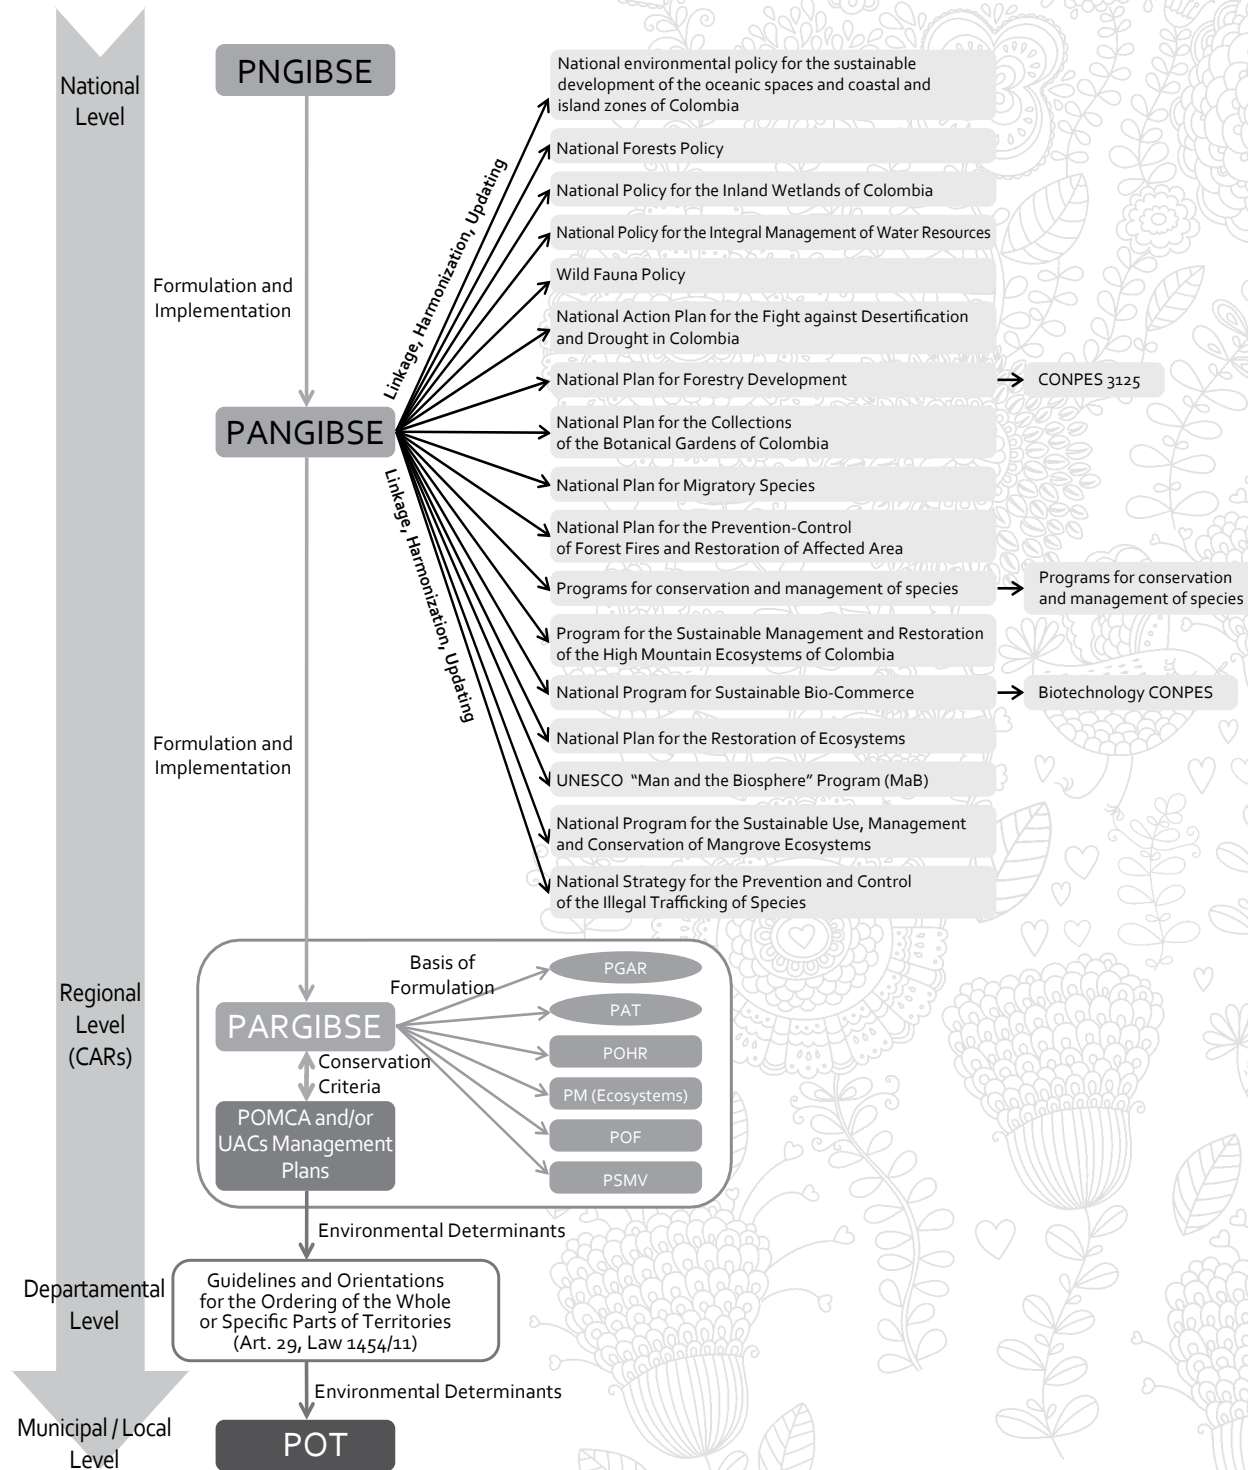 National
Level
PNGIBSE
Formulation and
Implementation
PANGIBSE
Linkage, Harmonization, Updating
Linkage, Harmonization, Updating
National environmental policy for the sustainable
development of the oceanic spaces and coastal and
island zones of Colombia
National Forests Policy
National Policy for the Inland Wetlands of Colombia
National Policy for the Integral Management of Water Resources
Wild Fauna Policy
National Action Plan for the Fight against Desertification
and Drought in Colombia
National Plan for Forestry Development
CONPES 3125
National Plan for the Collections
of the Botanical Gardens of Colombia
National Plan for Migratory Species
National Plan for the Prevention-Control
of Forest Fires and Restoration of Affected Area
Programs for conservation and management of species
Programs for conservation
and management of species
Program for the Sustainable Management and Restoration
of the High Mountain Ecosystems of Colombia
National Program for Sustainable Bio-Commerce
Biotechnology CONPES
National Plan for the Restoration of Ecosystems
UNESCO “Man and the Biosphere” Program (MaB)
National Program for the Sustainable Use, Management
and Conservation of Mangrove Ecosystems
National Strategy for the Prevention and Control
of the Illegal Trafficking of Species
Formulation and
Implementation
Regional
Level
(CARs)
PARGIBSE
Basis of
Formulation
PGAR
PAT
POHR
PM (Ecosystems)
POF
PSMV
Conservation
Criteria
POMCA and/or
UACs Management
Plans
Environmental Determinants
Departamental
Level
Guidelines and Orientations
for the Ordering of the Whole
or Specific Parts of Territories
(Art. 29, Law 1454/11)
Environmental Determinants
Municipal / Local
Level
POT